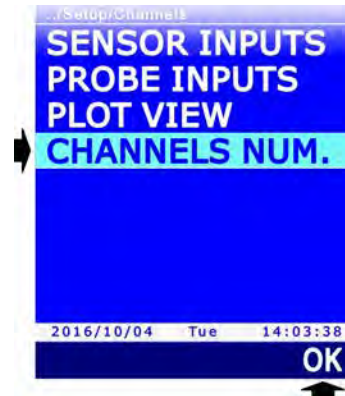 ../Setup/Channels
SENSOR INPUTS
PROBE INPUTS
PLOT VIEW
CHANNELS NUM.
2016/10/04 Tue 14:03:38
OK